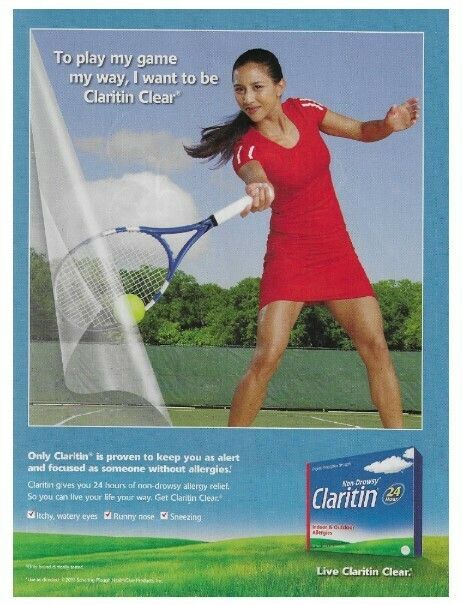 To play my game
my way, I want to be
Claritin Clear®
Only Claritin® is proven to keep you as alert
and focused as someone without allergies.†
Claritin gives you 24 hours of non-drowsy allergy relief.
So you can live your life your way. Get Claritin Clear.®
Itchy, watery eyes Runny nose Sneezing
Non-Drowsy
Claritin 24
Hour
Indoor & Outdoor
Allergies
Live Claritin Clear.